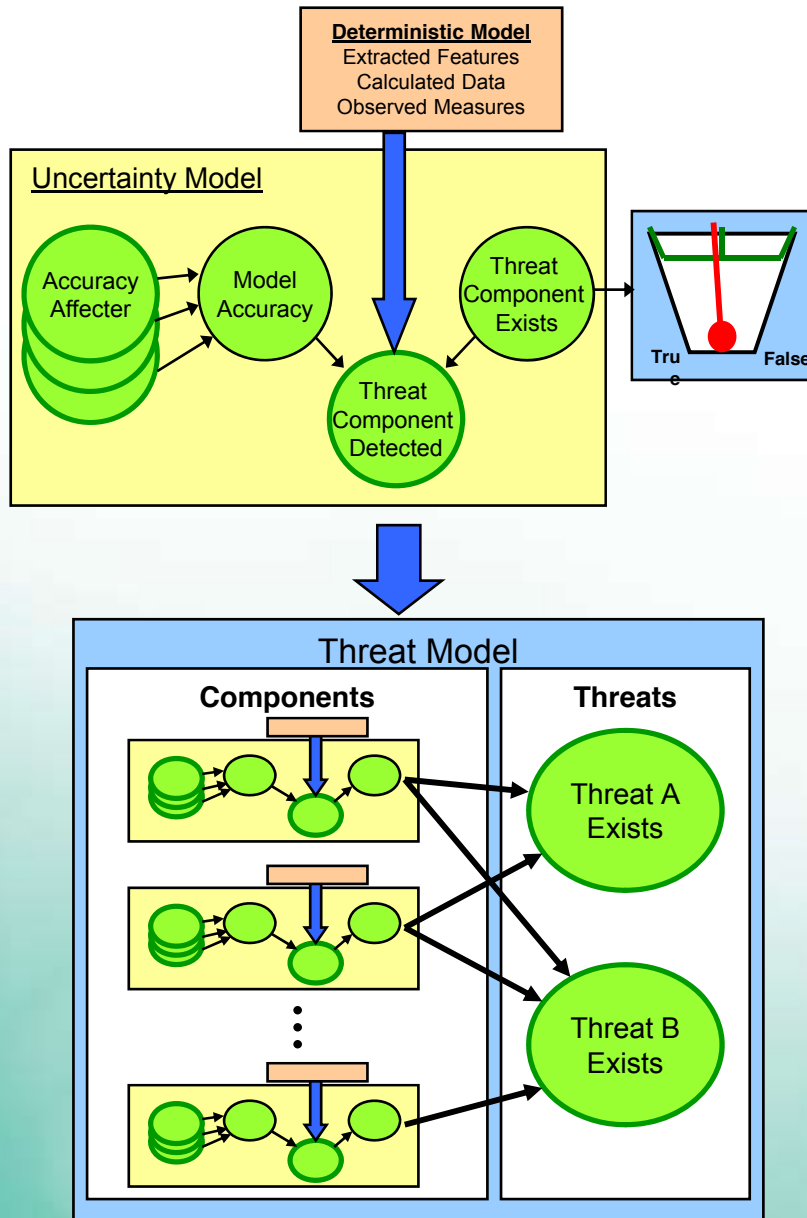 Deterministic Model
Extracted Features
Calculated Data
Observed Measures
Uncertainty Model
Accuracy
Affecter
Model
Accuracy
Threat
Component
Exists
Threat
Component
Detected
Tru
e
False
Threat Model
Components
Threats
Threat A
Exists
Threat B
Exists